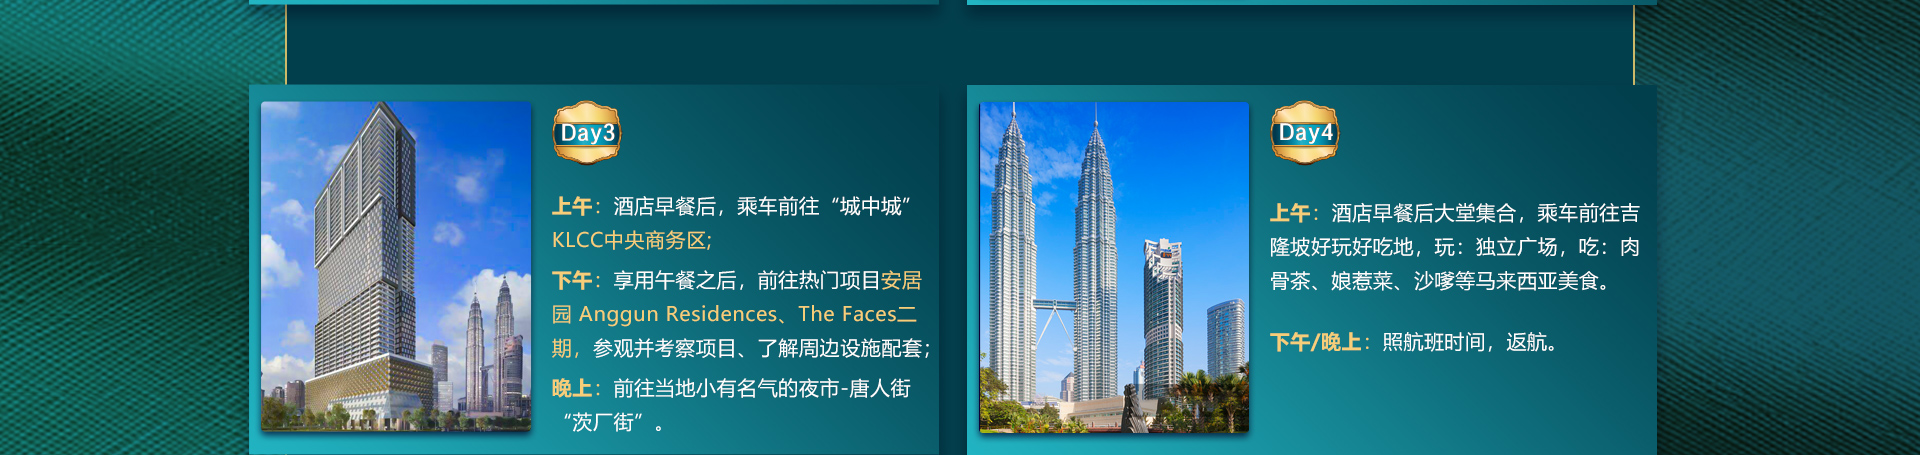 Day3
上午：酒店早餐后，乘车前往“城中城”
KLCC中央商务区;
下午：享用午餐之后，前往热门项目安居
园 Anggun Residences、The Faces二
期，参观并考察项目、了解周边设施配套；
晚上：前往当地小有名气的夜市-唐人街
“茨厂街”。
Day4
上午：酒店早餐后大堂集合，乘车前往吉
隆坡好玩好吃地，玩：独立广场，吃：肉
骨茶、娘惹菜、沙嗲等马来西亚美食。
下午/晚上：照航班时间，返航。